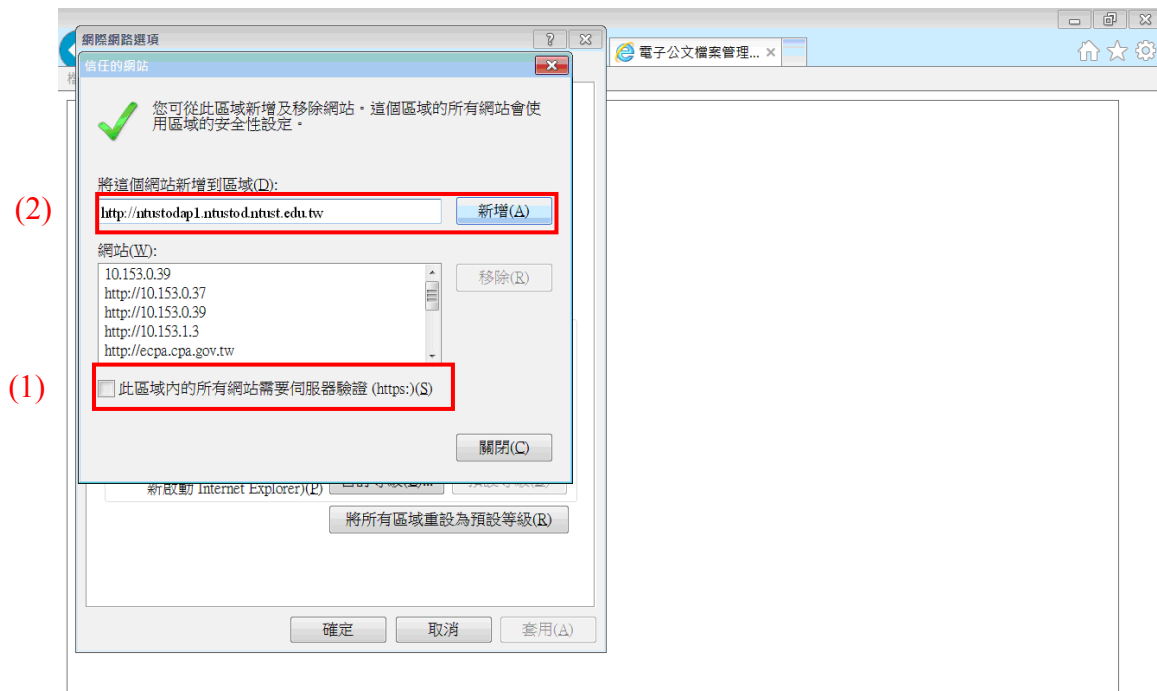 網際網路選項
電子公文檔案管理...
信任的網站
您可從此區域新增及移除網站。這個區域的所有網站會使
用區域的安全性設定。
將這個網站新增到區域(D):
(2)
http://ntustodap1.ntustod.ntust.edu.tw
新增(A)
網站(W):
10.153.0.39
http://10.153.0.37
http://10.153.0.39
http://10.153.1.3
http://ecpa.cpa.gov.tw
移除(R)
(1)
此區域內的所有網站需要伺服器驗證 (https:)(S)
關閉(C)
新啟動 Internet Explorer)(P)
將所有區域重設為預設等級(R)
確定
取消
套用(A)